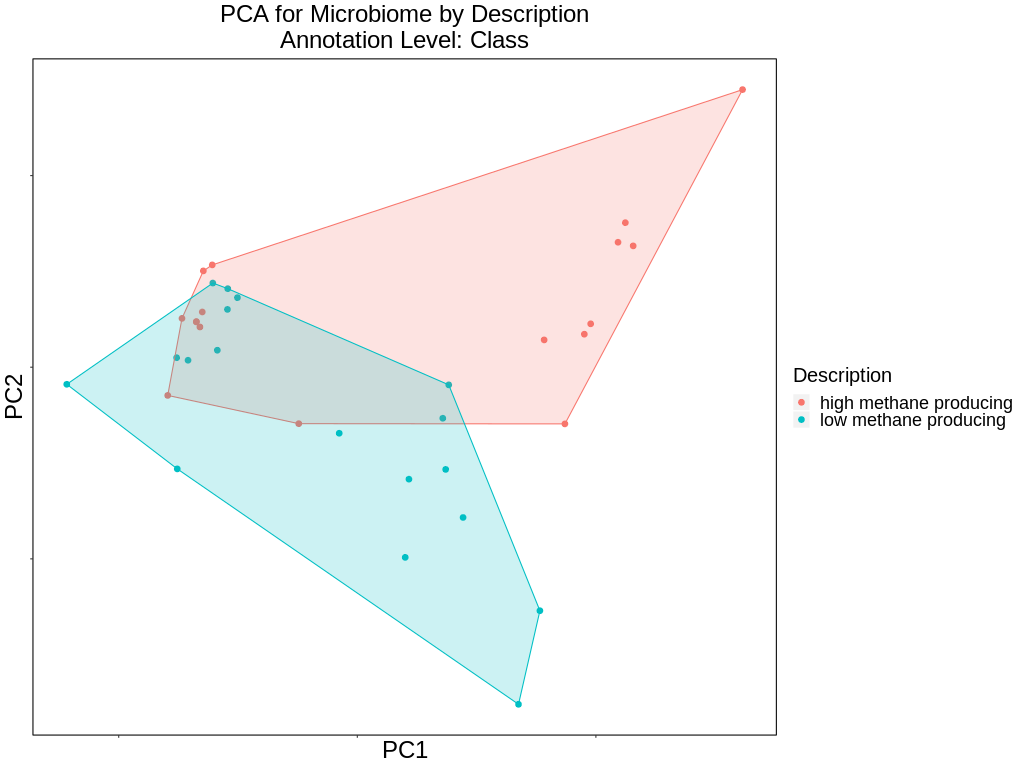 PCA for Microbiome by Description
Annotation Level: Class
PC2
PC1
Description
high methane producing
low methane producing